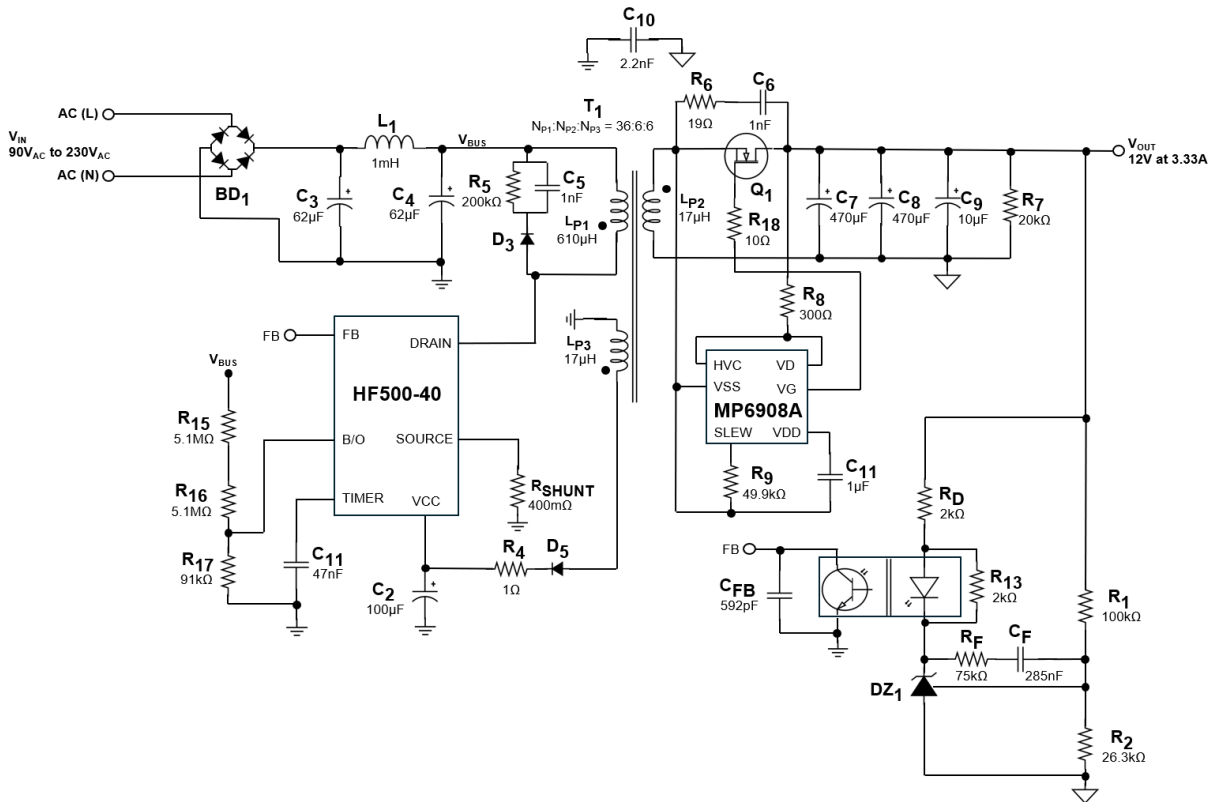 C10
2.2nF
R6
19Ω
C6
1nF
AC (L)
VIN
90VAC to 230VAC
AC (N)
BD1
L1
1mH
VBUS
T1
NP1:NP2:NP3 = 36:6:6
C3
62µF
C4
62µF
R5
200kΩ
C5
1nF
D3
LP1
610µH
LP2
17µH
Q1
R18
10Ω
C7
470µF
C8
470µF
C9
10µF
R7
20kΩ
VOUT
12V at 3.33A
FB
FB
DRAIN
HF500-40
B/O
SOURCE
TIMER
VCC
LP3
17µH
R8
300Ω
HVC
VD
VSS
VG
MP6908A
SLEW
VDD
VBUS
R15
5.1MΩ
R16
5.1MΩ
R17
91kΩ
C11
47nF
RSHUNT
400mΩ
R4
1Ω
D5
C2
100µF
R9
49.9kΩ
C11
1µF
RD
2kΩ
FB
CFB
592pF
R13
2kΩ
R1
100kΩ
RF
75kΩ
CF
285nF
DZ1
R2
26.3kΩ